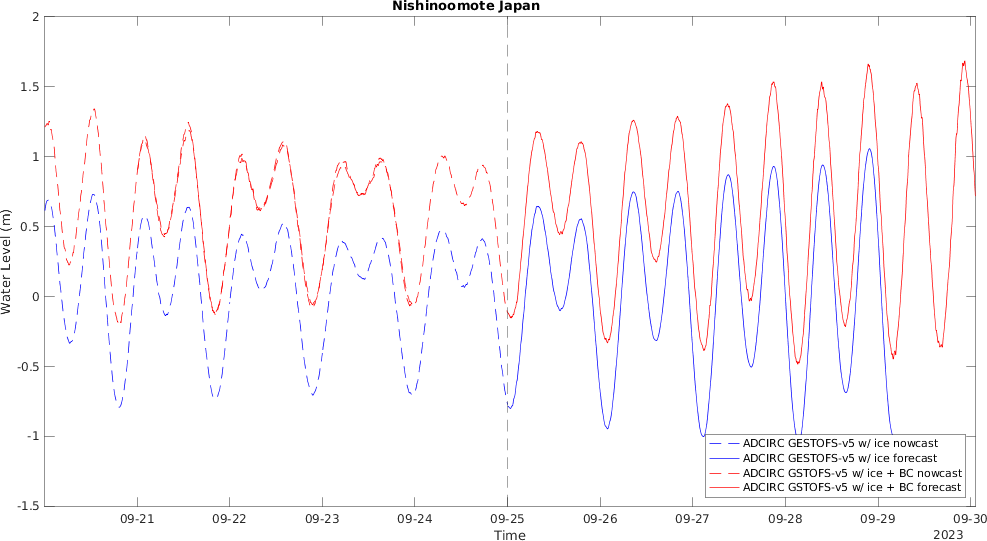 Nishinoomote Japan
2
1.5
1
0.5
0
-0.5
-1
-1.5
Water Level (m)
09-21 09-22 09-23 09-24 09-25 09-26 09-27 09-28 09-29 09-30
Time
2023
ADCIRC GESTOFS-v5 w/ ice nowcast
ADCIRC GESTOFS-v5 w/ ice forecast
ADCIRC GSTOFS-v5 w/ ice + BC nowcast
ADCIRC GSTOFS-v5 w/ ice + BC forecast